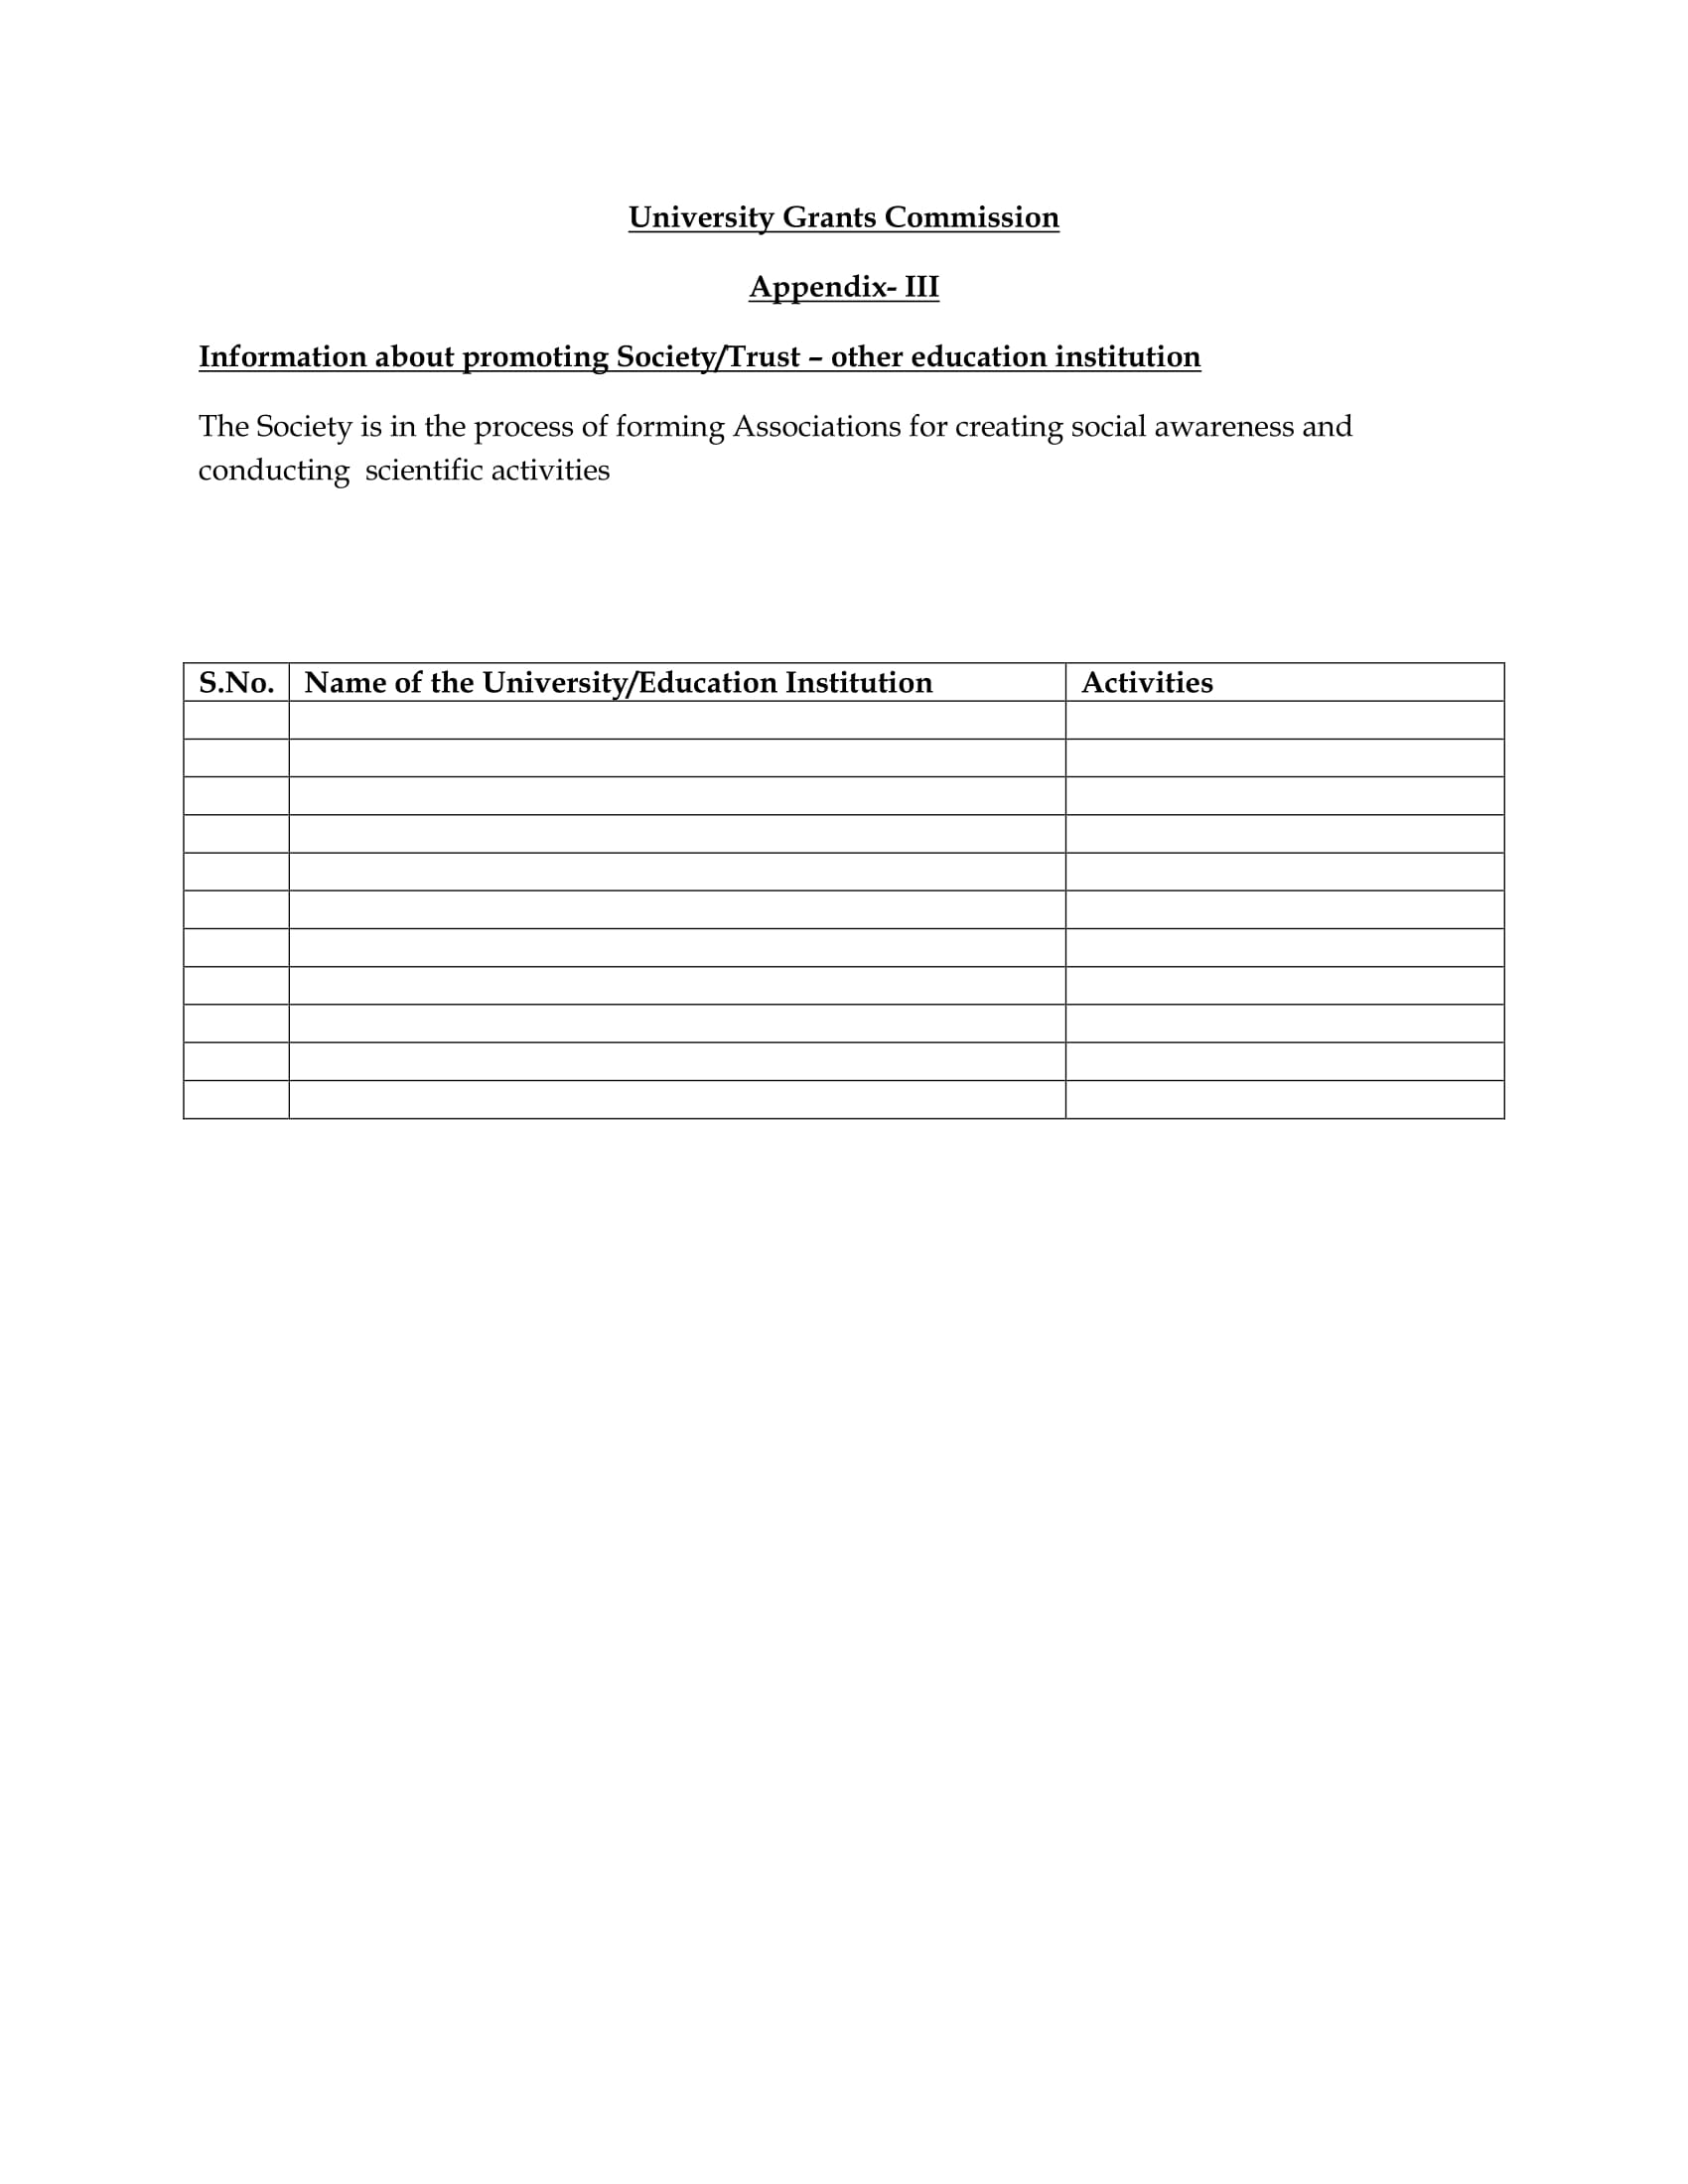 University Grants Commission
Appendix- III
Information about promoting Society/Trust – other education institution
The Society is in the process of forming Associations for creating social awareness and
conducting  scientific activities
S.No. Name of the University/Education Institution Activities